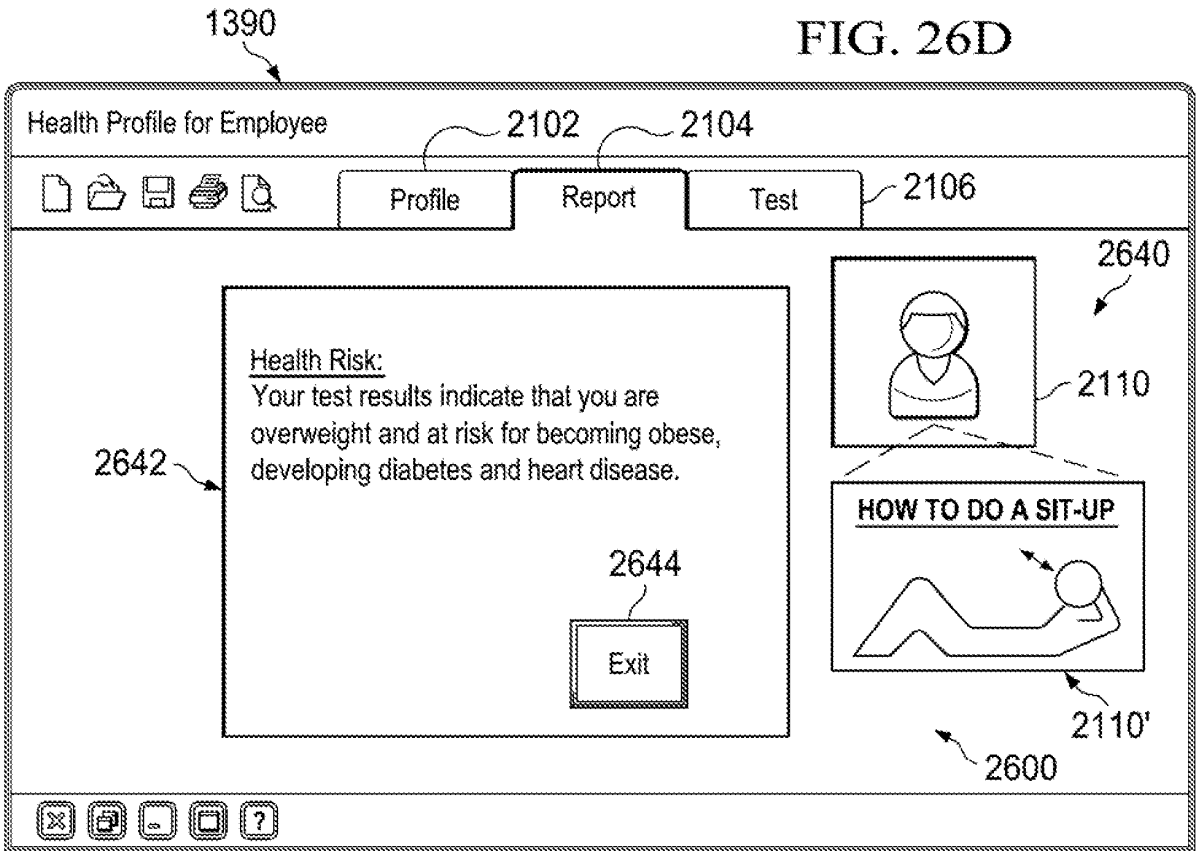 1390
FIG. 26D
Health Profile for Employee
2102
2104
Profile
Report
Test
2106
2640
Health Risk:
Your test results indicate that you are
overweight and at risk for becoming obese,
developing diabetes and heart disease.
2642
2110
HOW TO DO A SIT-UP
2644
Exit
2110'
2600
?